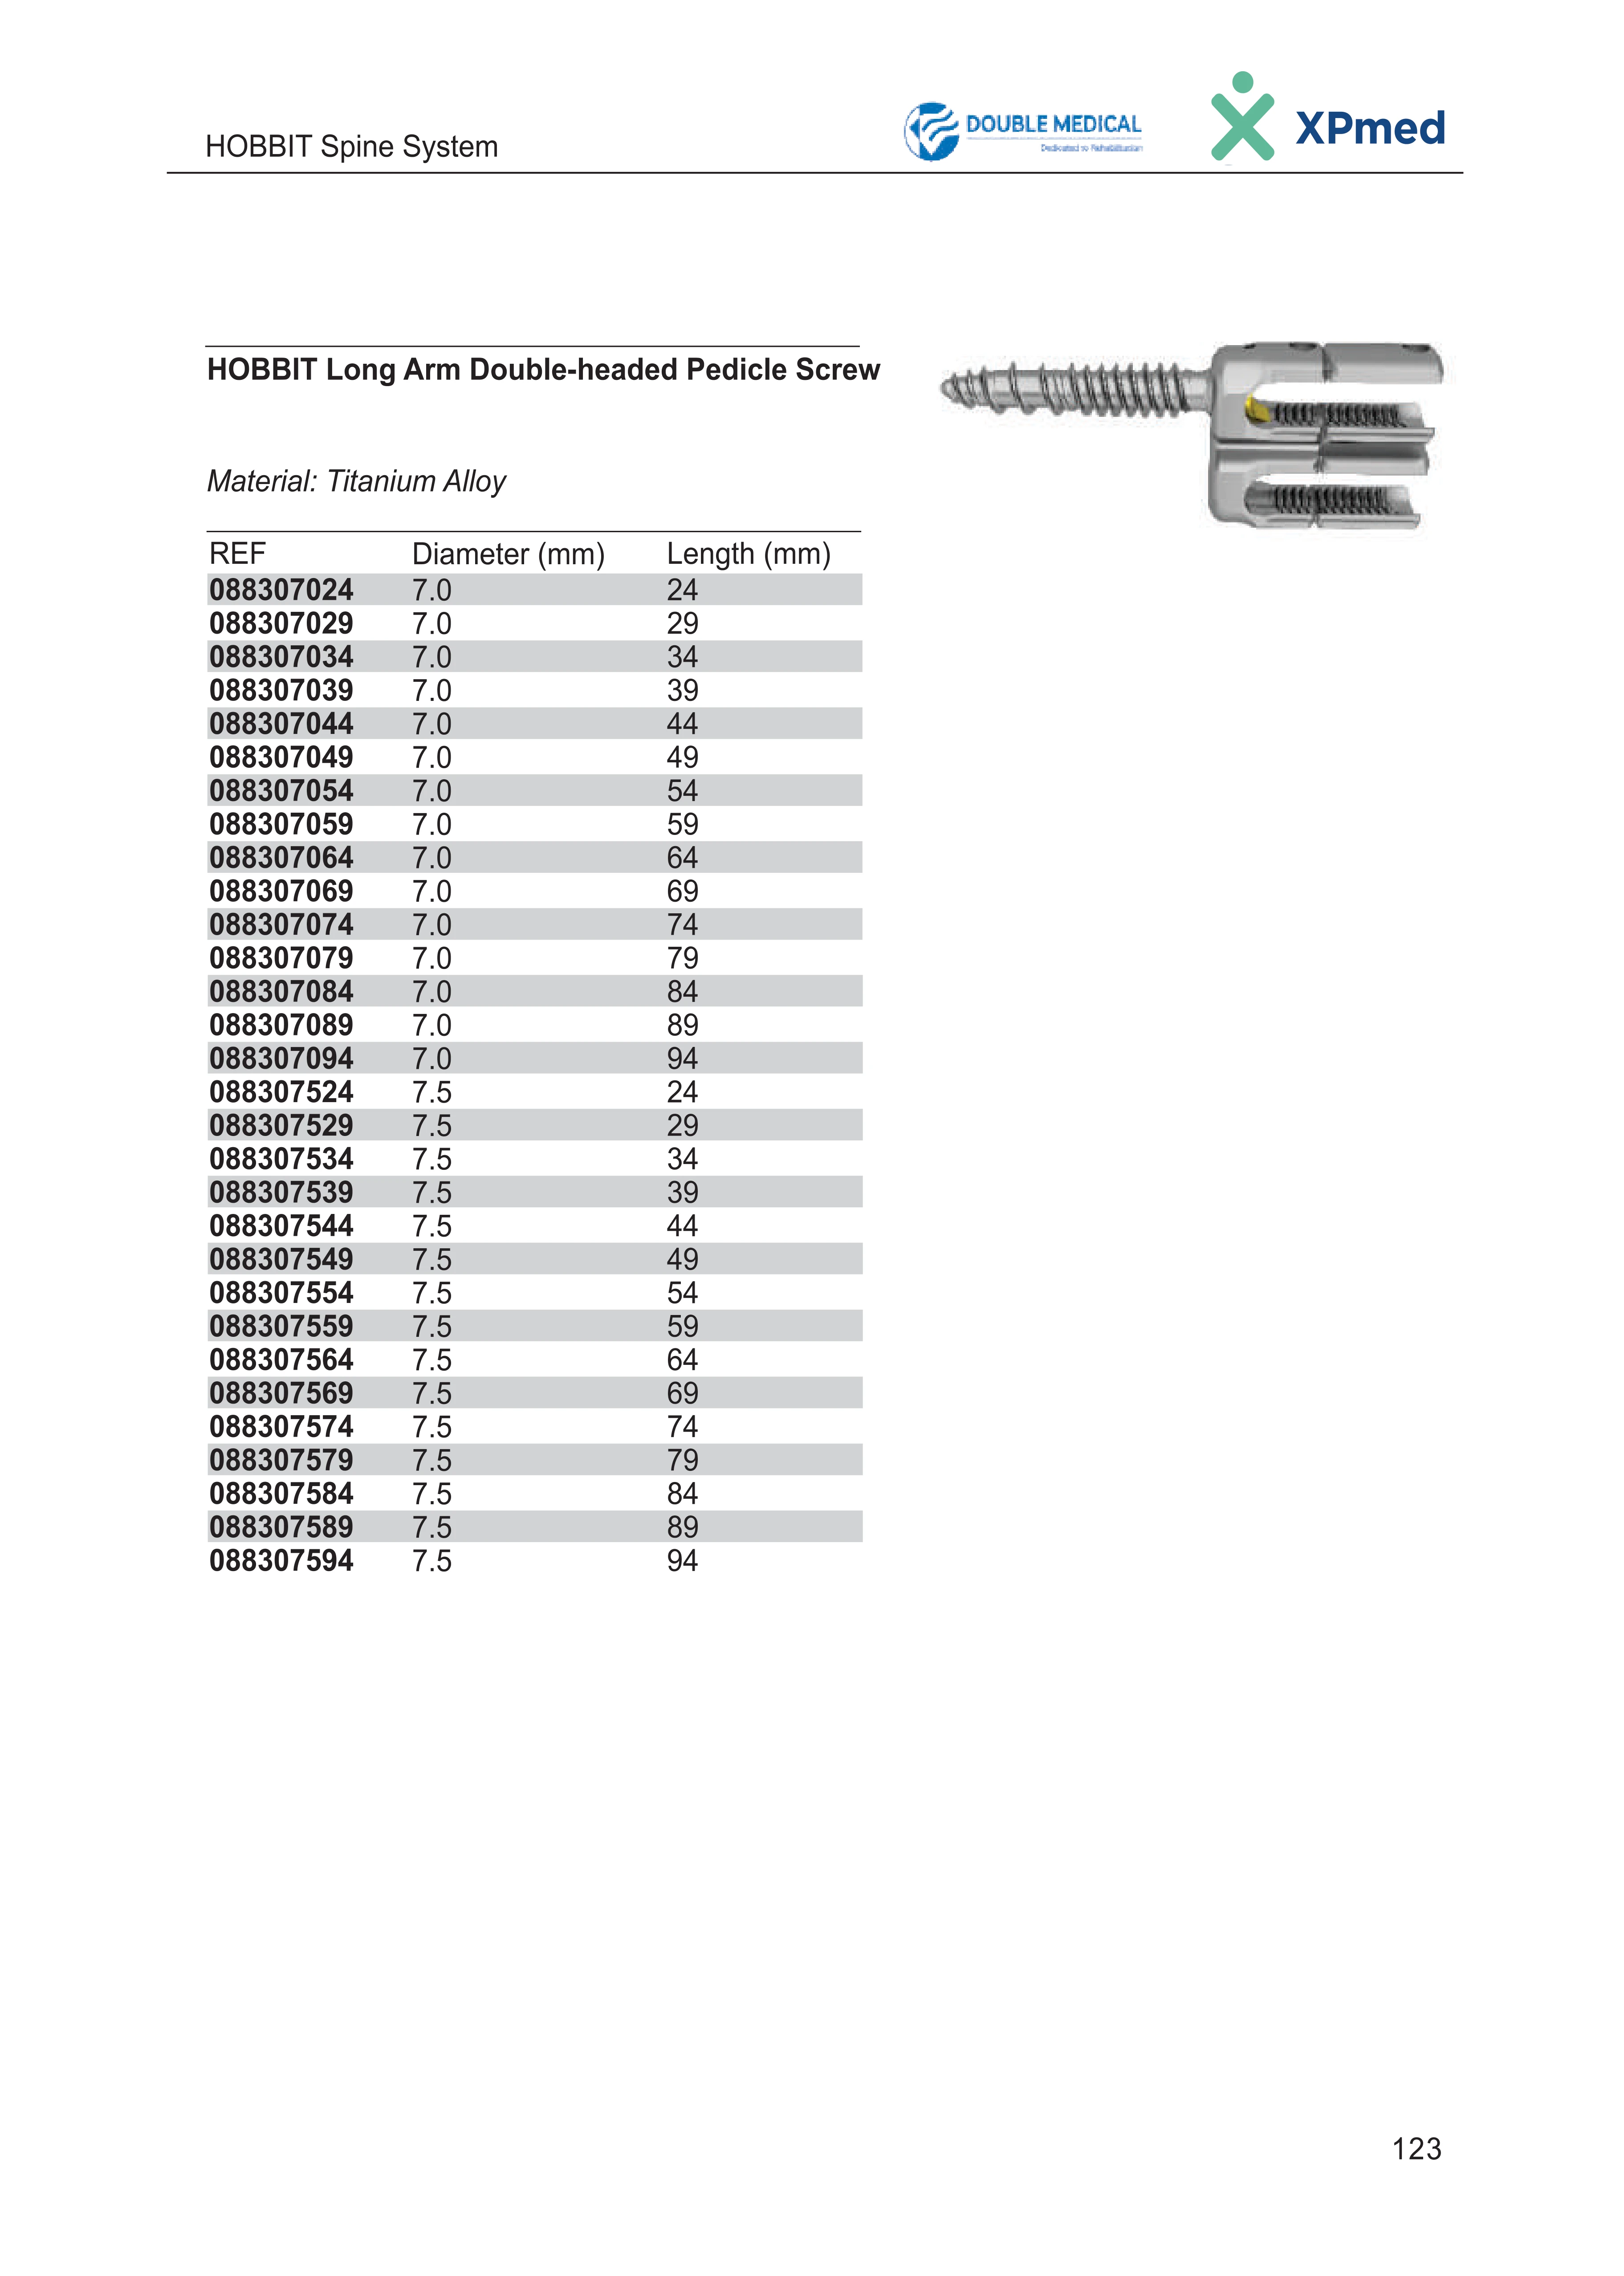 HOBBIT Spine System
DOUBLE MEDICAL
Dedicated to Rehabilitation
XPmed
HOBBIT Long Arm Double-headed Pedicle Screw
Material: Titanium Alloy
REF Diameter (mm) Length (mm)
088307024 7.0 24
088307029 7.0 29
088307034 7.0 34
088307039 7.0 39
088307044 7.0 44
088307049 7.0 49
088307054 7.0 54
088307059 7.0 59
088307064 7.0 64
088307069 7.0 69
088307074 7.0 74
088307079 7.0 79
088307084 7.0 84
088307089 7.0 89
088307094 7.0 94
088307524 7.5 24
088307529 7.5 29
088307534 7.5 34
088307539 7.5 39
088307544 7.5 44
088307549 7.5 49
088307554 7.5 54
088307559 7.5 59
088307564 7.5 64
088307569 7.5 69
088307574 7.5 74
088307579 7.5 79
088307584 7.5 84
088307589 7.5 89
088307594 7.5 94
123